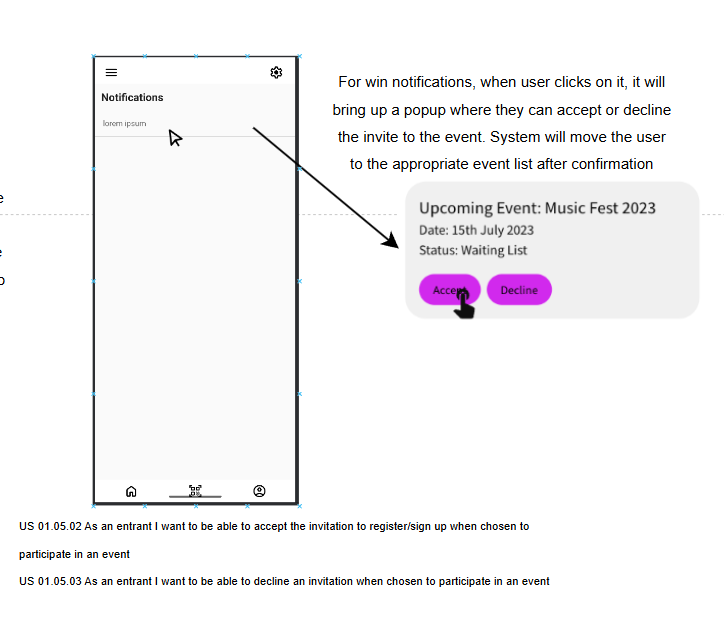 For win notifications, when user clicks on it, it will
bring up a popup where they can accept or decline
the invite to the event. System will move the user
to the appropriate event list after confirmation
Notifications
lorem ipsum
Upcoming Event: Music Fest 2023
Date: 15th July 2023
Status: Waiting List
Accept Decline
US 01.05.02 As an entrant I want to be able to accept the invitation to register/sign up when chosen to
participate in an event
US 01.05.03 As an entrant I want to be able to decline an invitation when chosen to participate in an event